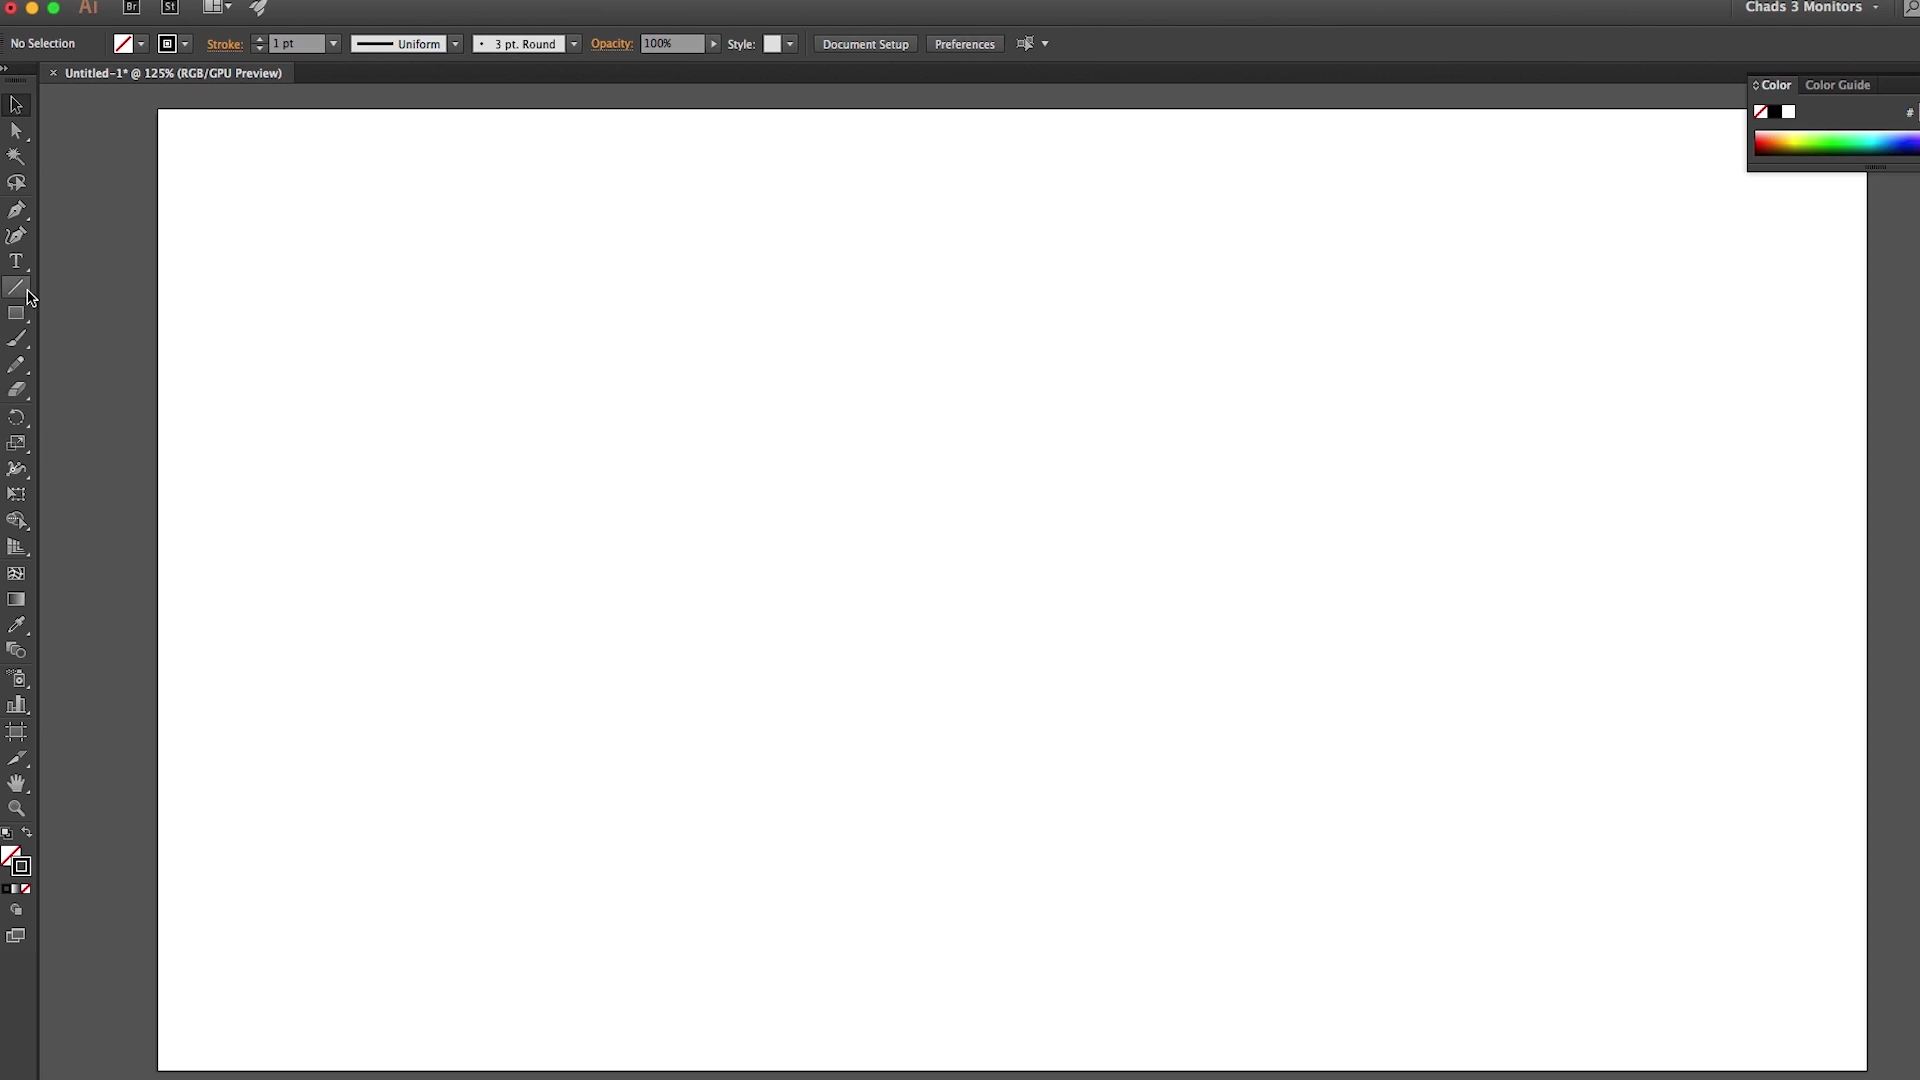 Ai Br St Chads 3 Monitors
No Selection Stroke: 1 pt Uniform 3 pt. Round Opacity: 100% Style: Document Setup Preferences
Untitled-1* @ 125% (RGB/GPU Preview)
Color Color Guide
#
T